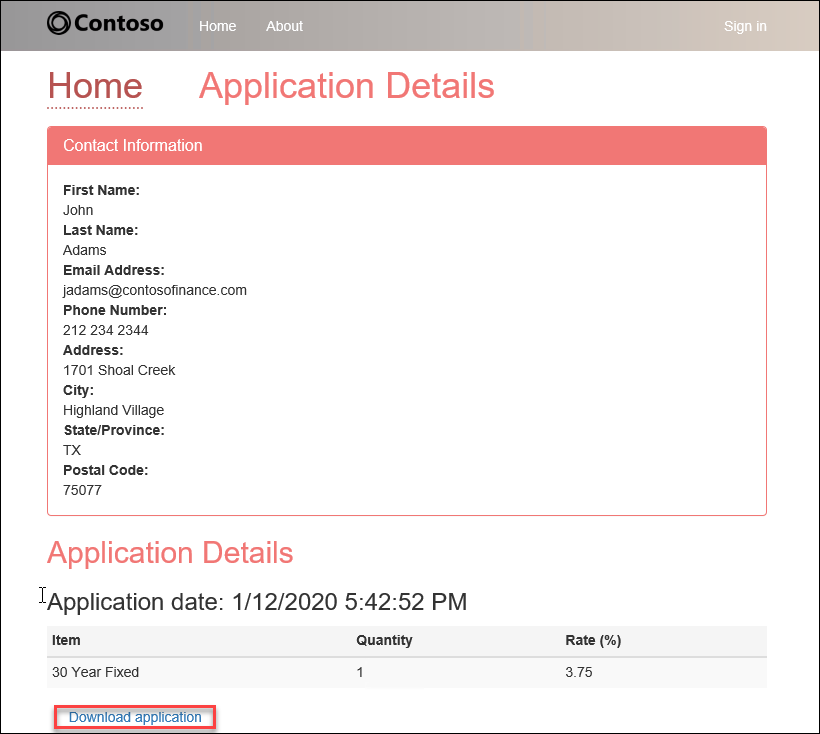 Contoso Home About Sign in
Home Application Details
Contact Information
First Name:
John
Last Name:
Adams
Email Address:
jadams@contosofinance.com
Phone Number:
212 234 2344
Address:
1701 Shoal Creek
City:
Highland Village
State/Province:
TX
Postal Code:
75077
Application Details
Application date: 1/12/2020 5:42:52 PM
Item Quantity Rate (%)
30 Year Fixed 1 3.75
Download application